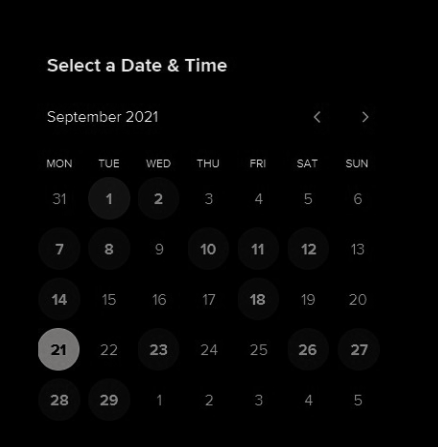 Select a Date & Time
September 2021
MON TUE WED THU FRI SAT SUN
31 1 2 3 4 5 6
7 8 9 10 11 12 13
14 15 16 17 18 19 20
21 22 23 24 25 26 27
28 29 1 2 3 4 5